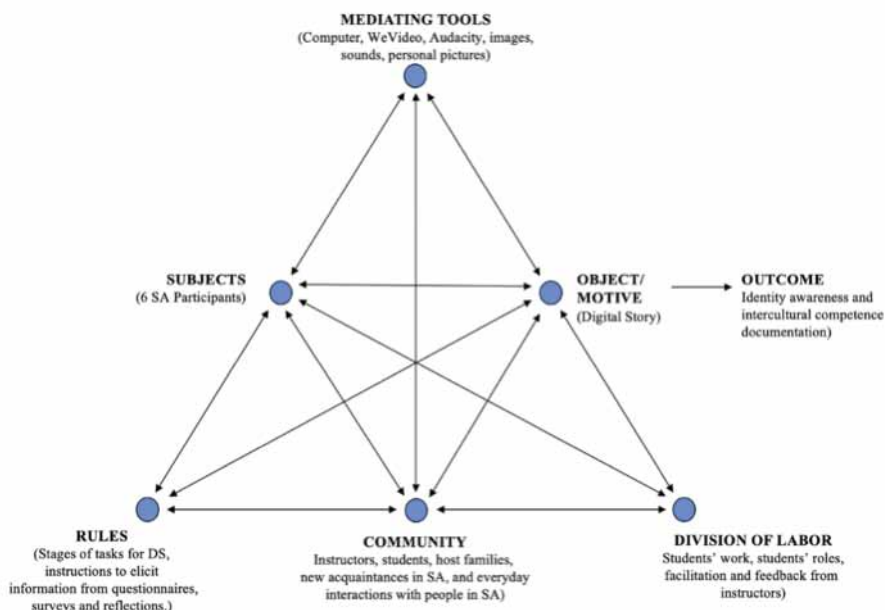 MEDIATING TOOLS
(Computer, WeVideo, Audacity, images,
sounds, personal pictures)
SUBJECTS
(6 SA Participants)
OBJECT/
MOTIVE
(Digital Story)
OUTCOME
Identity awareness and
intercultural competence
documentation)
RULES
(Stages of tasks for DS,
instructions to elicit
information from questionnaires,
surveys and reflections.)
COMMUNITY
Instructors, students, host families,
new acquaintances in SA, and everyday
interactions with people in SA)
DIVISION OF LABOR
Students' work, students' roles,
facilitation and feedback from
instructors)